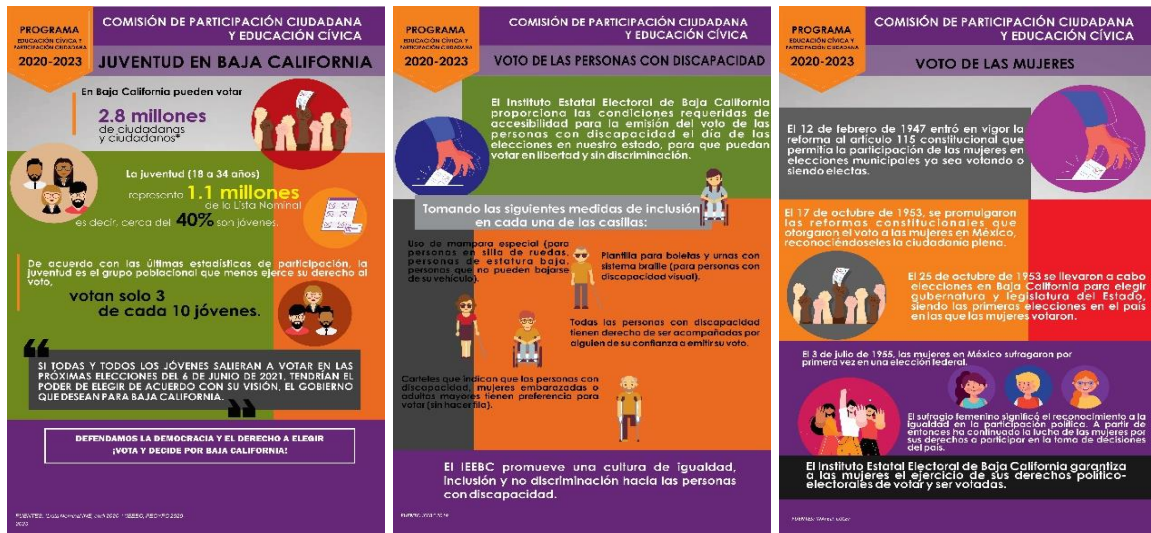 PROGRAMA
EDUCACIÓN CÍVICA Y
PARTICIPACIÓN CIUDADANA
2020-2023
COMISIÓN DE PARTICIPACIÓN CIUDADANA
Y EDUCACIÓN CÍVICA
JUVENTUD EN BAJA CALIFORNIA
En Baja California pueden votar
2.8 millones
de ciudadanas
y ciudadanos*
La juventud (18 a 34 años)
representa 1.1 millones
de la Lista Nominal
es decir, cerca del 40% son jóvenes.
De acuerdo con las últimas estadísticas de participación, la
juventud es el grupo poblacional que menos ejerce su derecho al
voto,
votan solo 3
de cada 10 jóvenes.
SI TODAS Y TODOS LOS JÓVENES SALIERAN A VOTAR EN LAS
PRÓXIMAS ELECCIONES DEL 6 DE JUNIO DE 2021, TENDRÍAN EL
PODER DE ELEGIR DE ACUERDO CON SU VISIÓN, EL GOBIERNO
QUE DESEAN PARA BAJA CALIFORNIA.
DEFENDAMOS LA DEMOCRACIA Y EL DERECHO A ELEGIR
¡VOTA Y DECIDE POR BAJA CALIFORNIA!
FUENTES:
PROGRAMA
EDUCACIÓN CÍVICA Y
PARTICIPACIÓN CIUDADANA
2020-2023
COMISIÓN DE PARTICIPACIÓN CIUDADANA
Y EDUCACIÓN CÍVICA
VOTO DE LAS PERSONAS CON DISCAPACIDAD
El Instituto Estatal Electoral de Baja California
proporciona las condiciones requeridas de
accesibilidad para la emisión del voto de las
personas con discapacidad el día de las
elecciones en nuestro estado, para que puedan
votar en libertad y sin discriminación.
Tomando las siguientes medidas de inclusión
en cada una de las casillas:
Uso de mampara especial (para
personas en silla de ruedas,
personas de estatura baja,
personas que no pueden bajarse
de su vehículo).
Plantilla para boletas y urnas con
sistema braille (para personas con
discapacidad visual).
Todas las personas con discapacidad
tienen derecho de ser acompañadas por
alguien de su confianza a emitir su voto.
Carteles que indican que las personas con
discapacidad, mujeres embarazadas o
adultas mayores tienen preferencia para
votar (sin hacer fila).
El IEEBC promueve una cultura de igualdad,
inclusión y no discriminación hacia las personas
con discapacidad.
PROGRAMA
EDUCACIÓN CÍVICA Y
PARTICIPACIÓN CIUDADANA
2020-2023
COMISIÓN DE PARTICIPACIÓN CIUDADANA
Y EDUCACIÓN CÍVICA
VOTO DE LAS MUJERES
El 12 de febrero de 1947 entró en vigor la
reforma al artículo 115 constitucional que
permitía la participación de las mujeres en
elecciones municipales ya sea votando o
siendo electas.
El 17 de octubre de 1953, se promulgaron
las reformas constitucionales que
otorgaron el voto a las mujeres en México,
reconociéndoseles la ciudadanía plena.
El 25 de octubre de 1953 se llevaron a cabo
elecciones en Baja California para elegir
gubernatura y legislatura del Estado,
siendo las primeras elecciones en el país
en las que las mujeres votaron.
El 3 de julio de 1955, las mujeres en México sufragaron por
primera vez en una elección federal.
El sufragio femenino significó el reconocimiento a la
igualdad en la participación política. A partir de
entonces ha continuado la lucha de las mujeres por
sus derechos a participar en la toma de decisiones
del país.
El Instituto Estatal Electoral de Baja California garantiza
a las mujeres el ejercicio de sus derechos político-
electorales de votar y ser votadas.